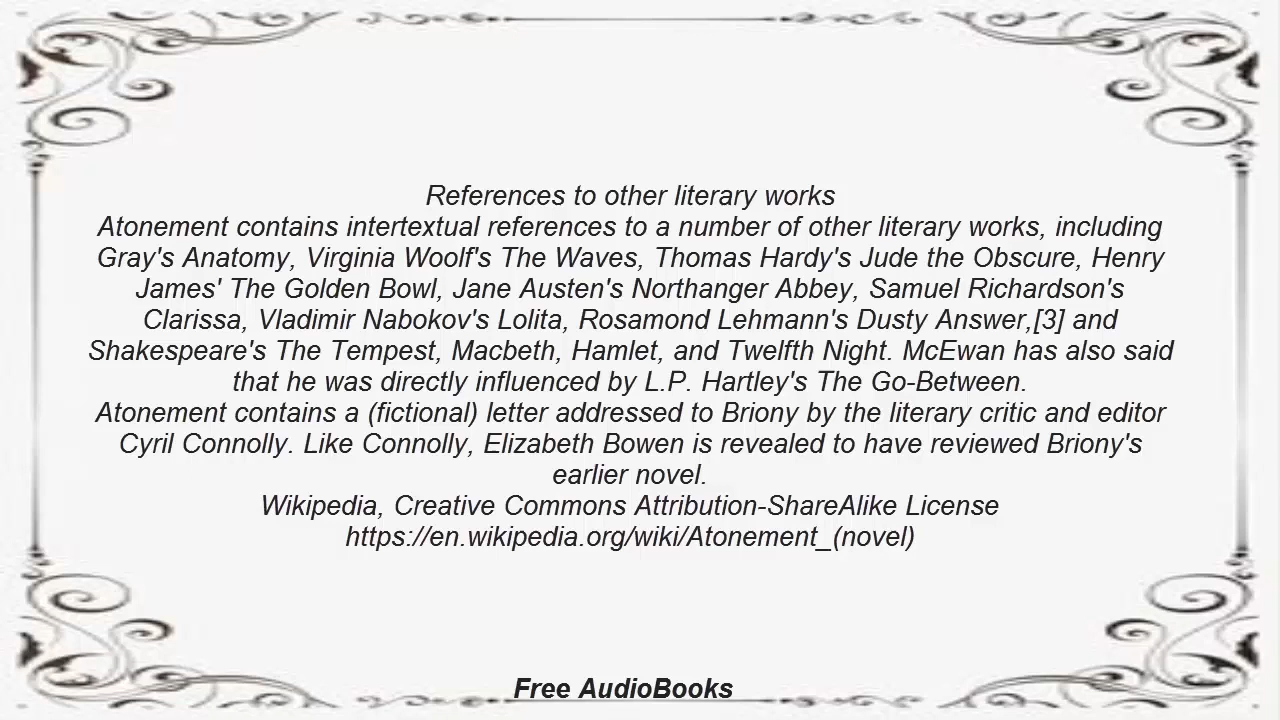 References to other literary works
Atonement contains intertextual references to a number of other literary works, including
Gray's Anatomy, Virginia Woolf's The Waves, Thomas Hardy's Jude the Obscure, Henry
James' The Golden Bowl, Jane Austen's Northanger Abbey, Samuel Richardson's
Clarissa, Vladimir Nabokov's Lolita, Rosamond Lehmann's Dusty Answer,[3] and
Shakespeare's The Tempest, Macbeth, Hamlet, and Twelfth Night. McEwan has also said
that he was directly influenced by L.P. Hartley's The Go-Between.
Atonement contains a (fictional) letter addressed to Briony by the literary critic and editor
Cyril Connolly. Like Connolly, Elizabeth Bowen is revealed to have reviewed Briony's
earlier novel.
Wikipedia, Creative Commons Attribution-ShareAlike License
https://en.wikipedia.org/wiki/Atonement_(novel)
Free AudioBooks